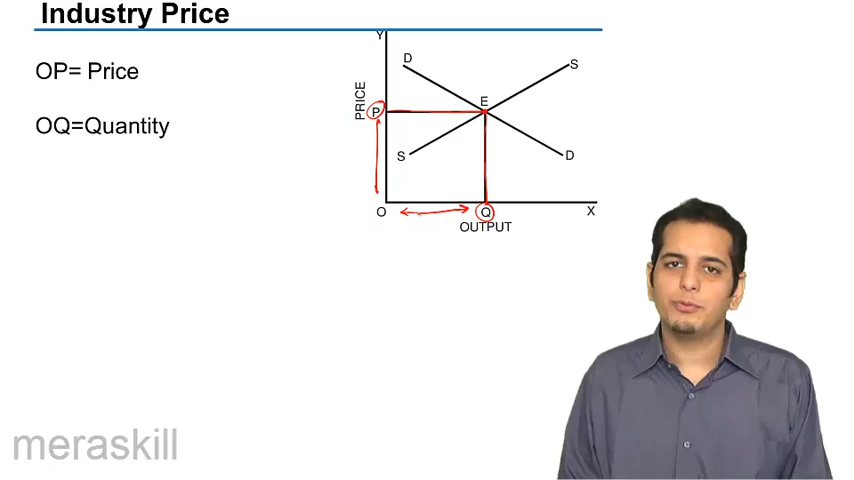 Industry Price
OP= Price
OQ=Quantity
Y
D
S
PRICE
P
E
S
D
O
Q
X
OUTPUT
meraskill